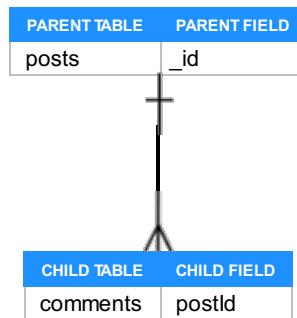 PARENT TABLE PARENT FIELD
posts _id
CHILD TABLE CHILD FIELD
comments postId